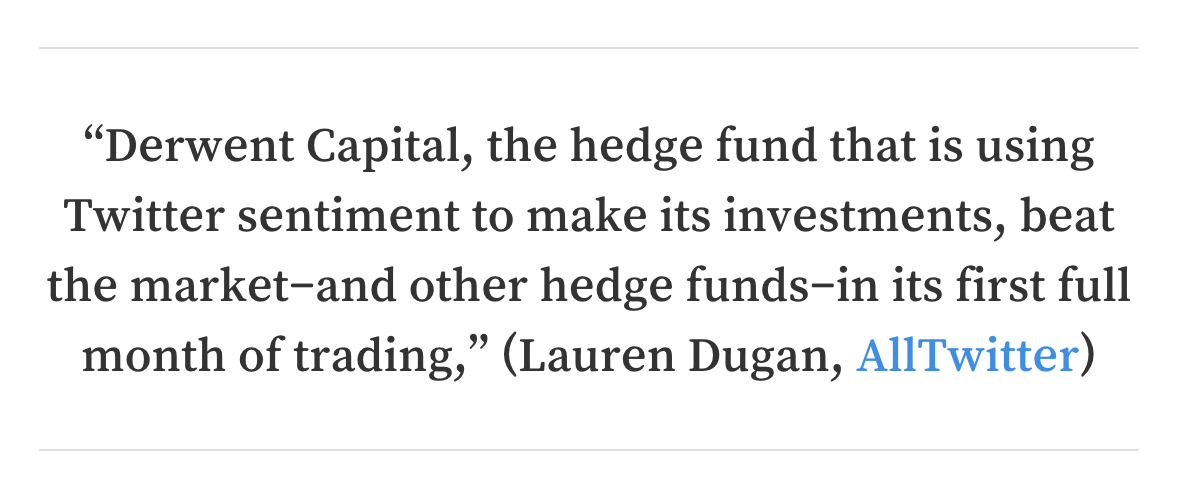 “Derwent Capital, the hedge fund that is using
Twitter sentiment to make its investments, beat
the market–and other hedge funds–in its first full
month of trading,” (Lauren Dugan, AllTwitter)